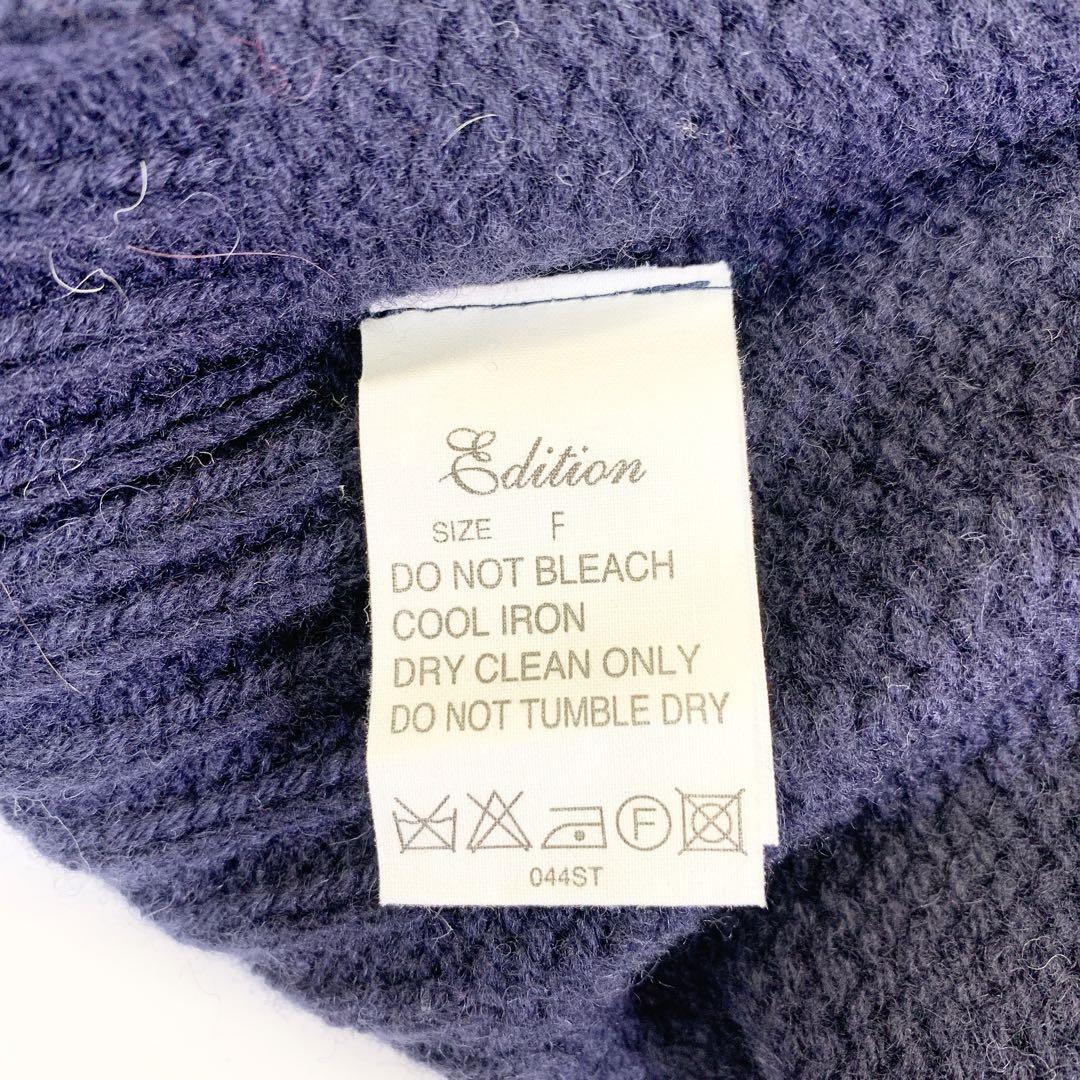 Edition
SIZE F
DO NOT BLEACH
COOL IRON
DRY CLEAN ONLY
DO NOT TUMBLE DRY
F
044ST